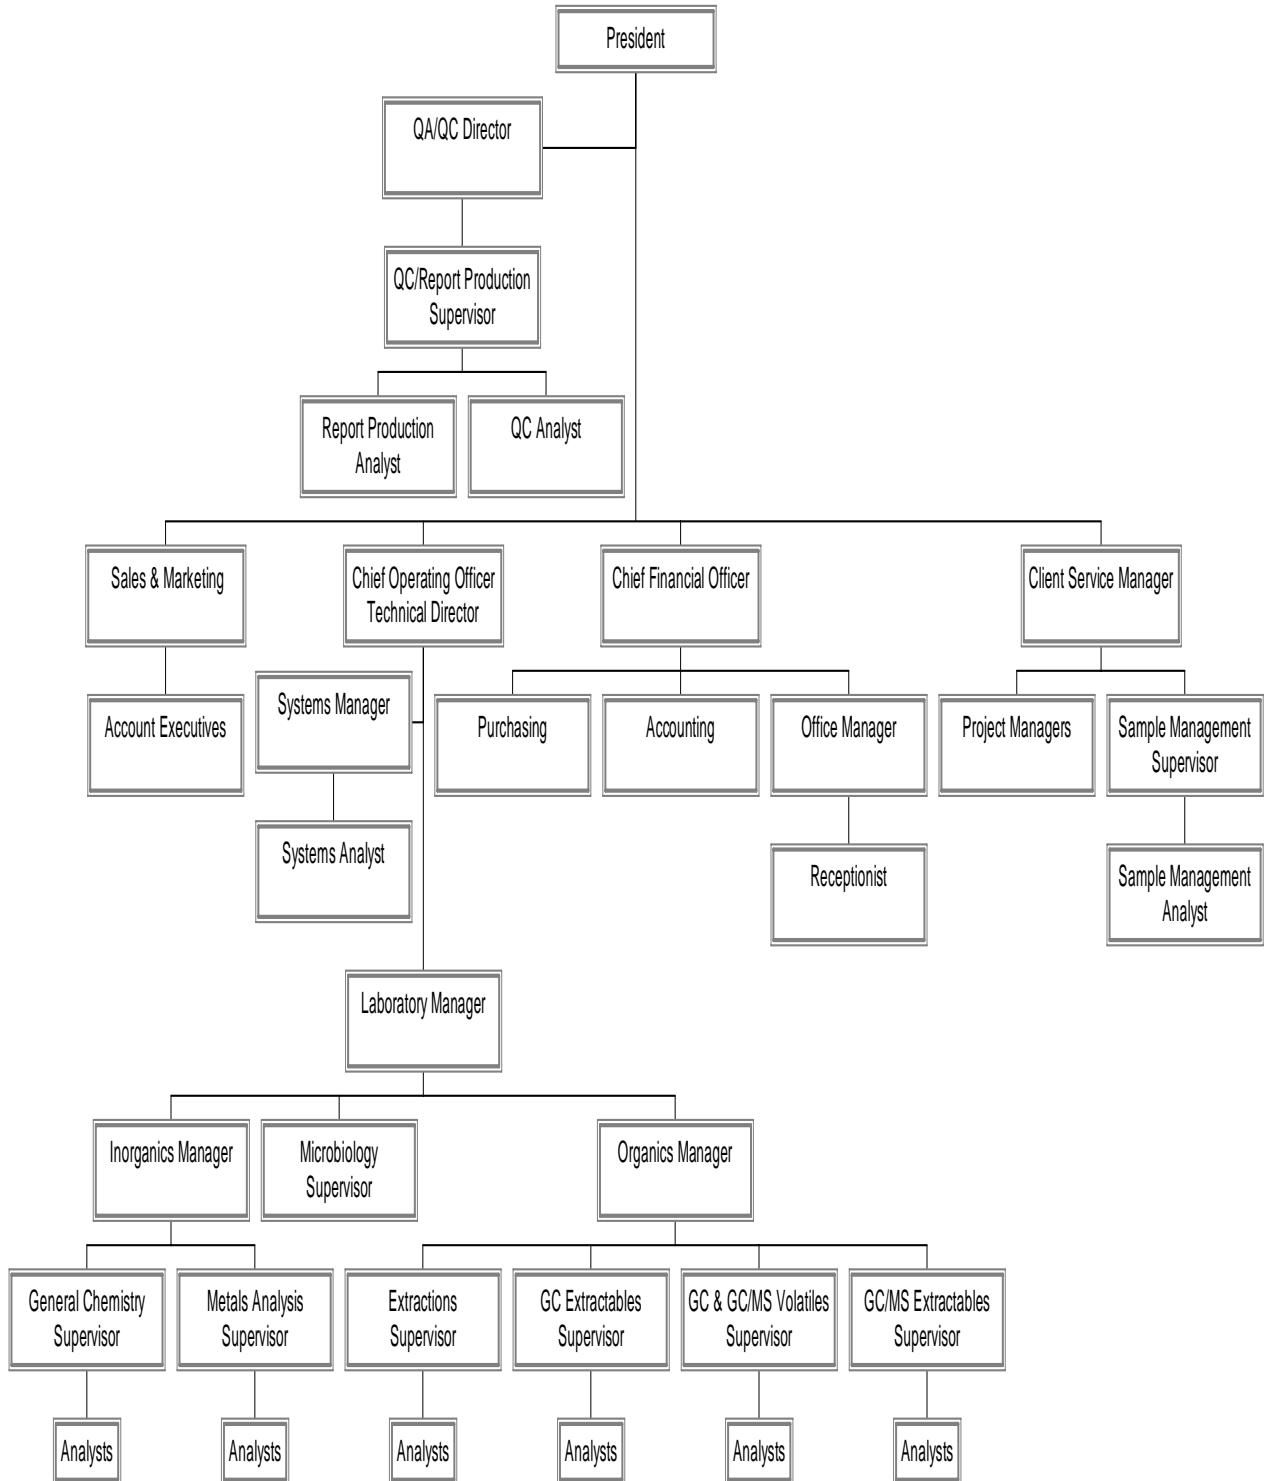 President
QA/QC Director
QC/Report Production
Supervisor
Report Production
Analyst
QC Analyst
Sales & Marketing
Chief Operating Officer
Technical Director
Chief Financial Officer
Client Service Manager
Account Executives
Systems Manager
Purchasing
Accounting
Office Manager
Project Managers
Sample Management
Supervisor
Systems Analyst
Receptionist
Sample Management
Analyst
Laboratory Manager
Inorganics Manager
Microbiology
Supervisor
Organics Manager
General Chemistry
Supervisor
Metals Analysis
Supervisor
Extractions
Supervisor
GC Extractables
Supervisor
GC & GC/MS Volatiles
Supervisor
GC/MS Extractables
Supervisor
Analysts
Analysts
Analysts
Analysts
Analysts
Analysts